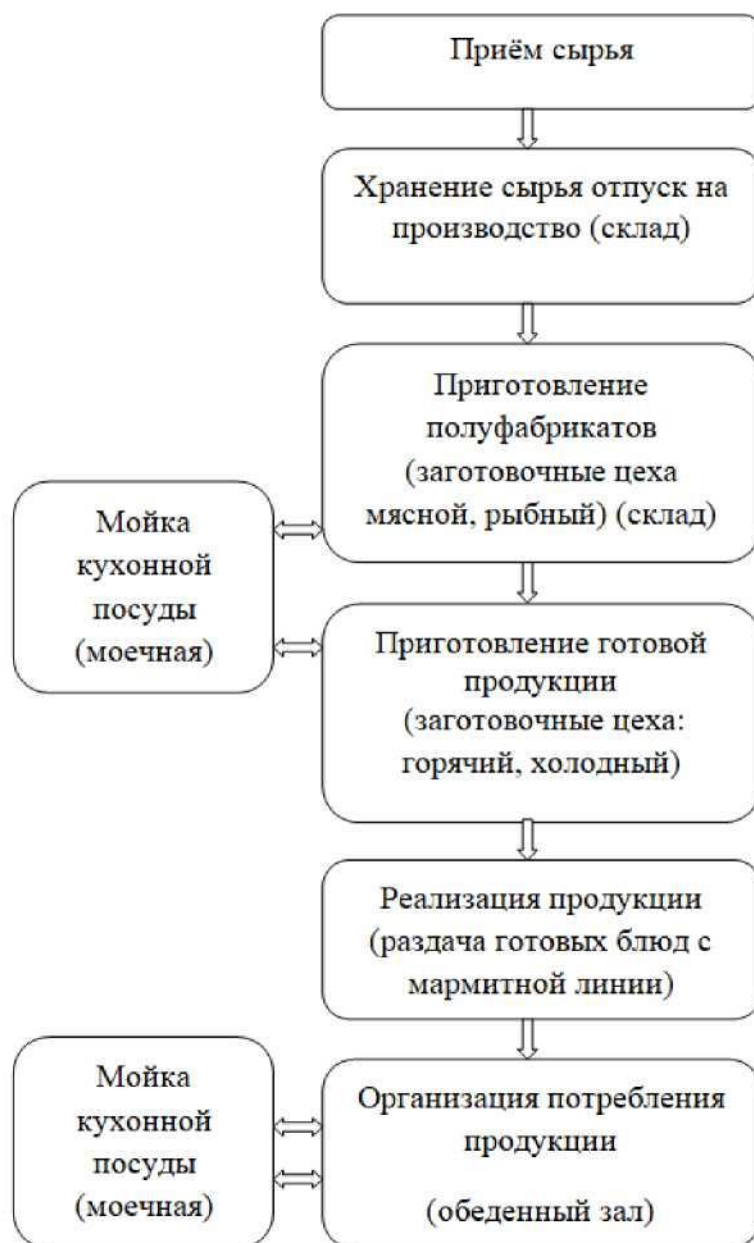 Приём сырья
Хранение сырья отпуск на
производство (склад)
Приготовление
полуфабрикатов
(заготовочные цеха
мясной, рыбный) (склад)
Мойка
кухонной
посуды
(моечная)
Приготовление готовой
продукции
(заготовочные цеха:
горячий, холодный)
Реализация продукции
(раздача готовых блюд с
мармитной линии)
Мойка
кухонной
посуды
(моечная)
Организация потребления
продукции
(обеденный зал)